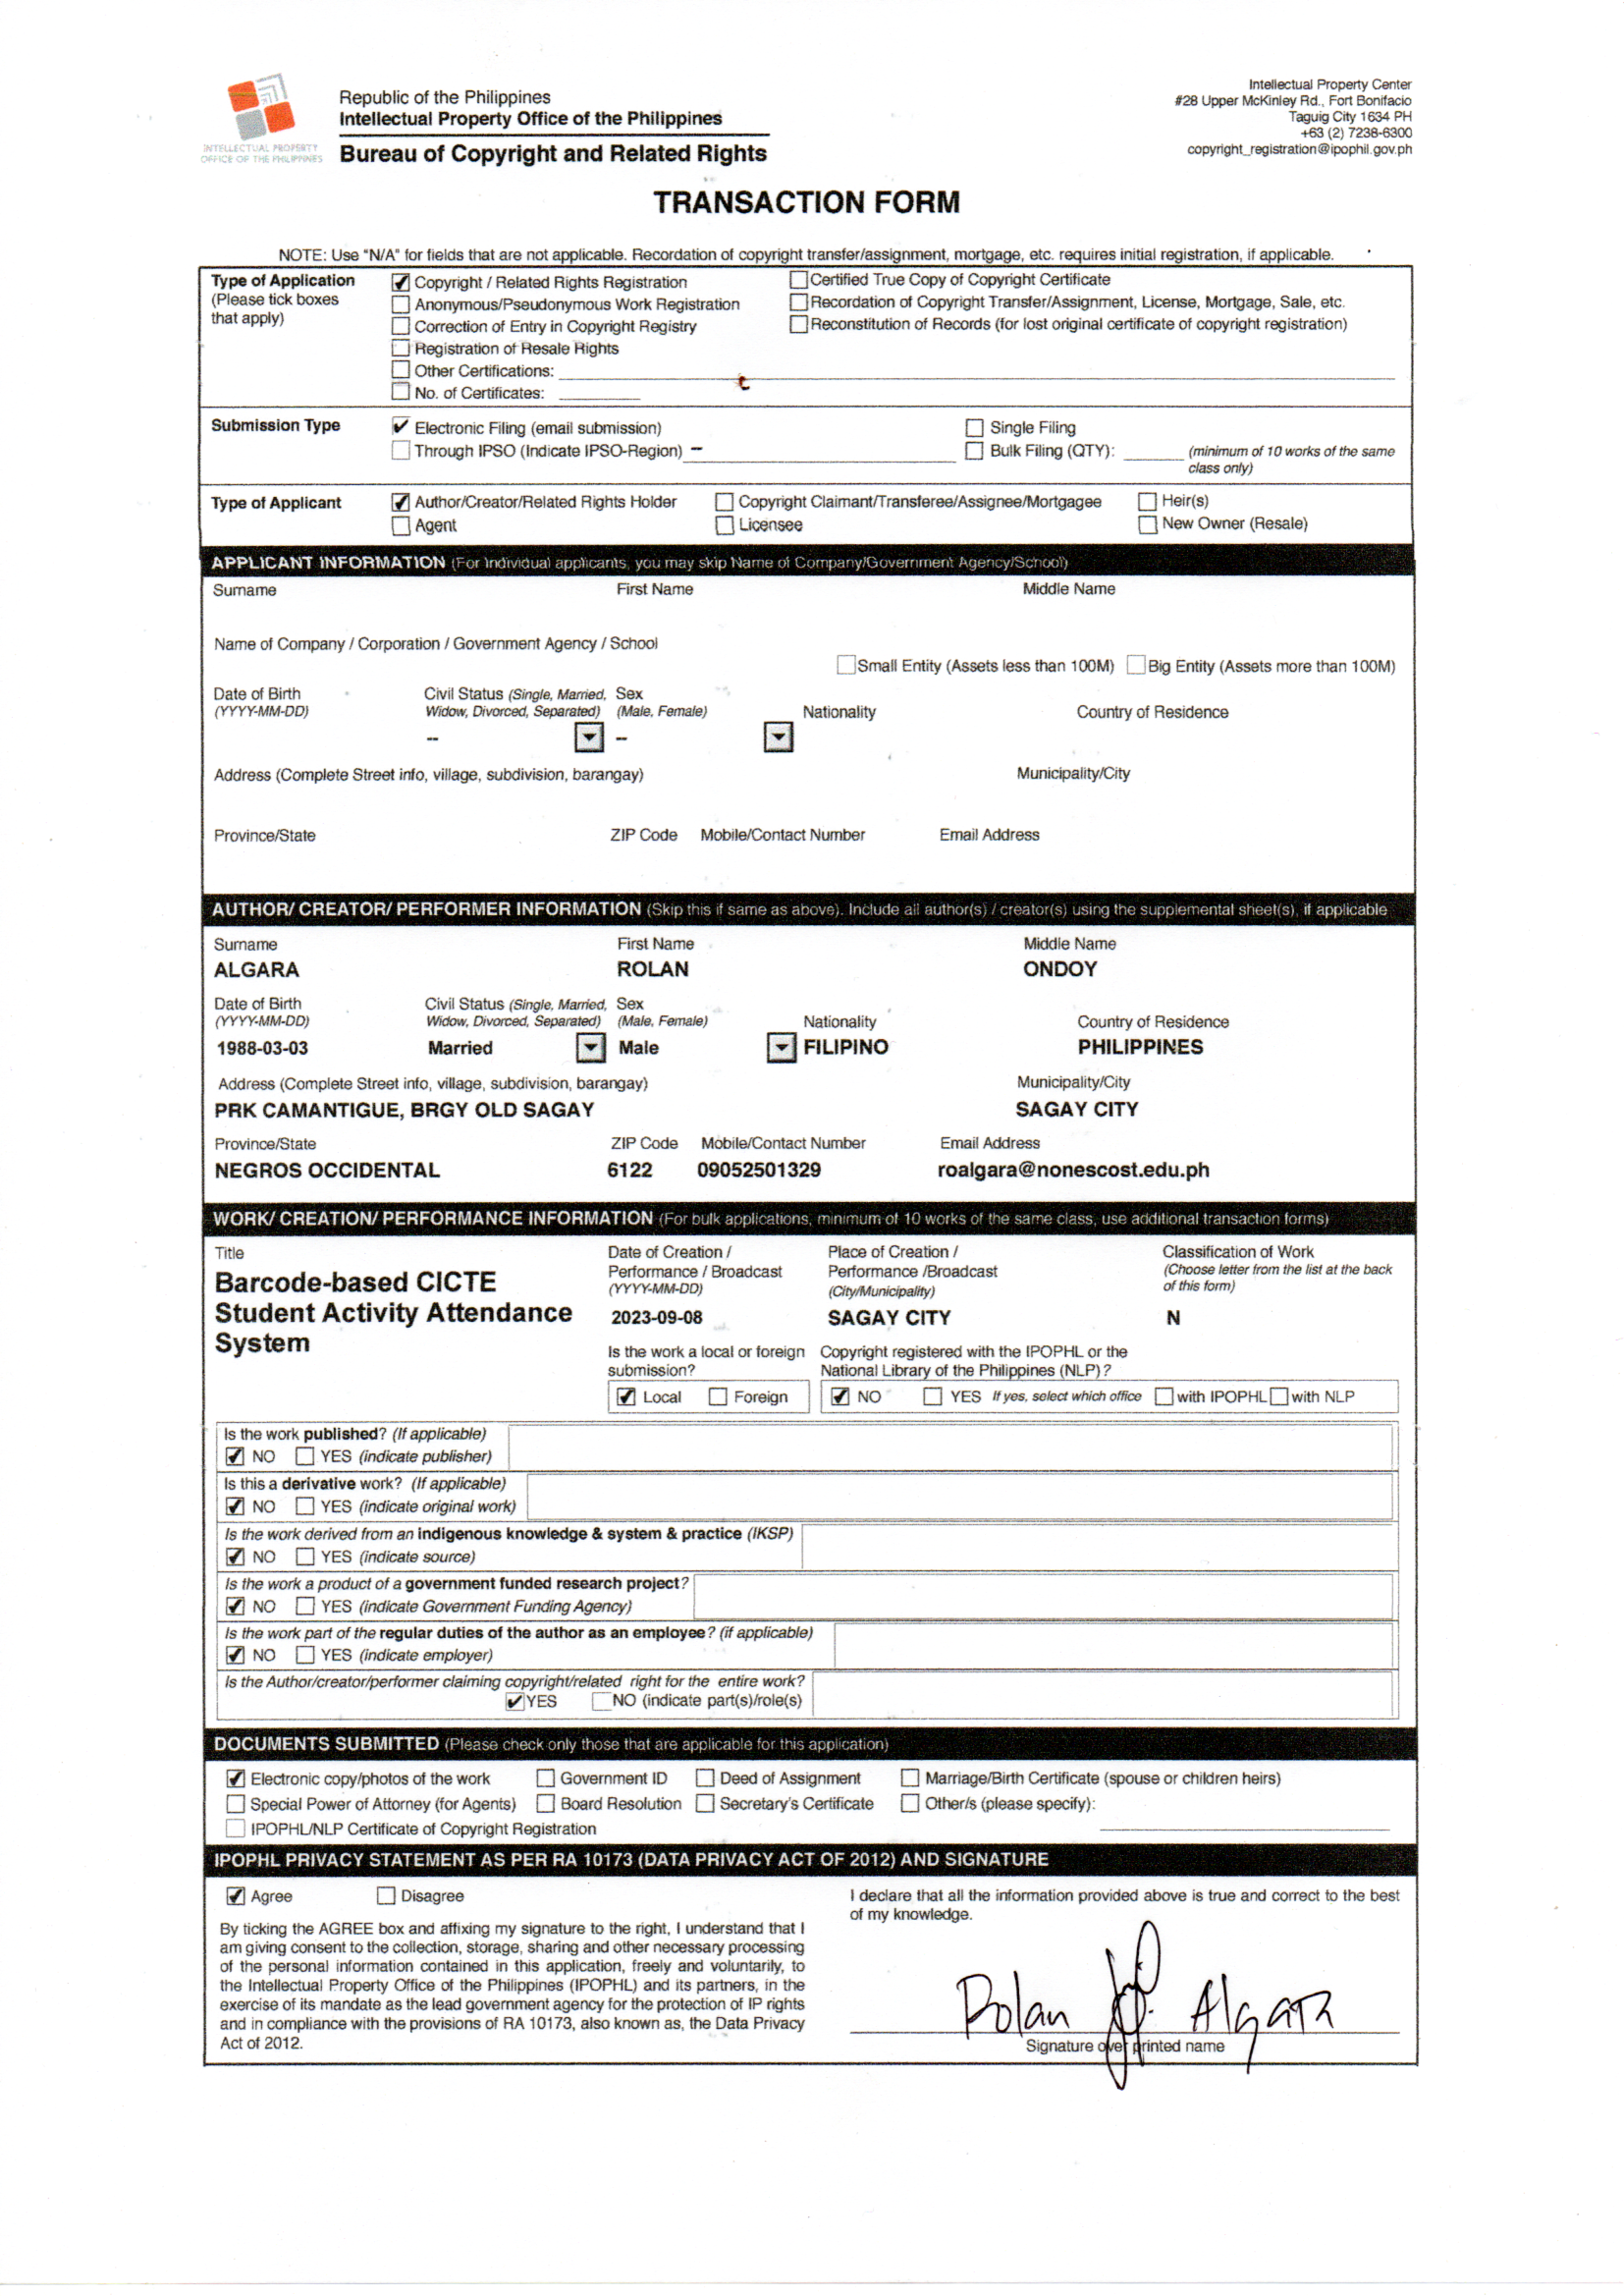 INTELLECTUAL PROPERTY
OFFICE OF THE PHILIPPINES
Republic of the Philippines
Intellectual Property Office of the Philippines
Bureau of Copyright and Related Rights
Intellectual Property Center
#28 Upper McKinley Rd., Fort Bonifacio
Taguig City 1634 PH
+63 (2) 7238-6300
copyright_registration@ipophil.gov.ph
TRANSACTION FORM
NOTE: Use "N/A" for fields that are not applicable. Recordation of copyright transfer/assignment, mortgage, etc. requires initial registration, if applicable.
Type of Application
(Please tick boxes
that apply)
✔ Copyright / Related Rights Registration
Anonymous/Pseudonymous Work Registration
Correction of Entry in Copyright Registry
Registration of Resale Rights
Other Certifications:
No. of Certificates:
Certified True Copy of Copyright Certificate
Recordation of Copyright Transfer/Assignment, License, Mortgage, Sale, etc.
Reconstitution of Records (for lost original certificate of copyright registration)
Submission Type
✔ Electronic Filing (email submission)
Through IPSO (Indicate IPSO-Region) --
Single Filing
Bulk Filing (QTY): (minimum of 10 works of the same
class only)
Type of Applicant
✔ Author/Creator/Related Rights Holder Copyright Claimant/Transferee/Assignee/Mortgagee Heir(s)
Agent Licensee New Owner (Resale)
APPLICANT INFORMATION (For Individual applicants, you may skip Name of Company/Government Agency/School)
Surname First Name Middle Name
Name of Company / Corporation / Government Agency / School
Small Entity (Assets less than 100M) Big Entity (Assets more than 100M)
Date of Birth Civil Status (Single, Married, Sex
(YYYY-MM-DD) Widow, Divorced, Separated) (Male, Female) Nationality Country of Residence
-- --
Address (Complete Street info, village, subdivision, barangay) Municipality/City
Province/State ZIP Code Mobile/Contact Number Email Address
AUTHOR/ CREATOR/ PERFORMER INFORMATION (Skip this if same as above). Include all author(s) / creator(s) using the supplemental sheet(s), if applicable
Surname First Name Middle Name
ALGARA ROLAN ONDOY
Date of Birth Civil Status (Single, Married, Sex
(YYYY-MM-DD) Widow, Divorced, Separated) (Male, Female) Nationality Country of Residence
1988-03-03 Married Male FILIPINO PHILIPPINES
Address (Complete Street info, village, subdivision, barangay) Municipality/City
PRK CAMANTIGUE, BRGY OLD SAGAY SAGAY CITY
Province/State ZIP Code Mobile/Contact Number Email Address
NEGROS OCCIDENTAL 6122 09052501329 roalgara@nonescost.edu.ph
WORK/ CREATION/ PERFORMANCE INFORMATION (For bulk applications, minimum of 10 works of the same class, use additional transaction forms)
Title
Barcode-based CICTE
Student Activity Attendance
System
Date of Creation /
Performance / Broadcast
(YYYY-MM-DD)
2023-09-08
Place of Creation /
Performance /Broadcast
(City/Municipality)
SAGAY CITY
Classification of Work
(Choose letter from the list at the back
of this form)
N
Is the work a local or foreign
submission?
✔ Local Foreign
Copyright registered with the IPOPHL or the
National Library of the Philippines (NLP)?
✔ NO YES If yes, select which office with IPOPHL with NLP
Is the work published? (If applicable)
✔ NO YES (indicate publisher)
Is this a derivative work? (If applicable)
✔ NO YES (indicate original work)
Is the work derived from an indigenous knowledge & system & practice (IKSP)
✔ NO YES (indicate source)
Is the work a product of a government funded research project?
✔ NO YES (indicate Government Funding Agency)
Is the work part of the regular duties of the author as an employee? (if applicable)
✔ NO YES (indicate employer)
Is the Author/creator/performer claiming copyright/related right for the entire work?
✔ YES NO (indicate part(s)/role(s)
DOCUMENTS SUBMITTED (Please check only those that are applicable for this application)
✔ Electronic copy/photos of the work Government ID Deed of Assignment Marriage/Birth Certificate (spouse or children heirs)
Special Power of Attorney (for Agents) Board Resolution Secretary's Certificate Other/s (please specify):
IPOPHL/NLP Certificate of Copyright Registration
IPOPHL PRIVACY STATEMENT AS PER RA 10173 (DATA PRIVACY ACT OF 2012) AND SIGNATURE
✔ Agree Disagree
By ticking the AGREE box and affixing my signature to the right, I understand that I
am giving consent to the collection, storage, sharing and other necessary processing
of the personal information contained in this application, freely and voluntarily, to
the Intellectual Property Office of the Philippines (IPOPHL) and its partners, in the
exercise of its mandate as the lead government agency for the protection of IP rights
and in compliance with the provisions of RA 10173, also known as, the Data Privacy
Act of 2012.
I declare that all the information provided above is true and correct to the best
of my knowledge.
Rolan Algara
Signature over printed name